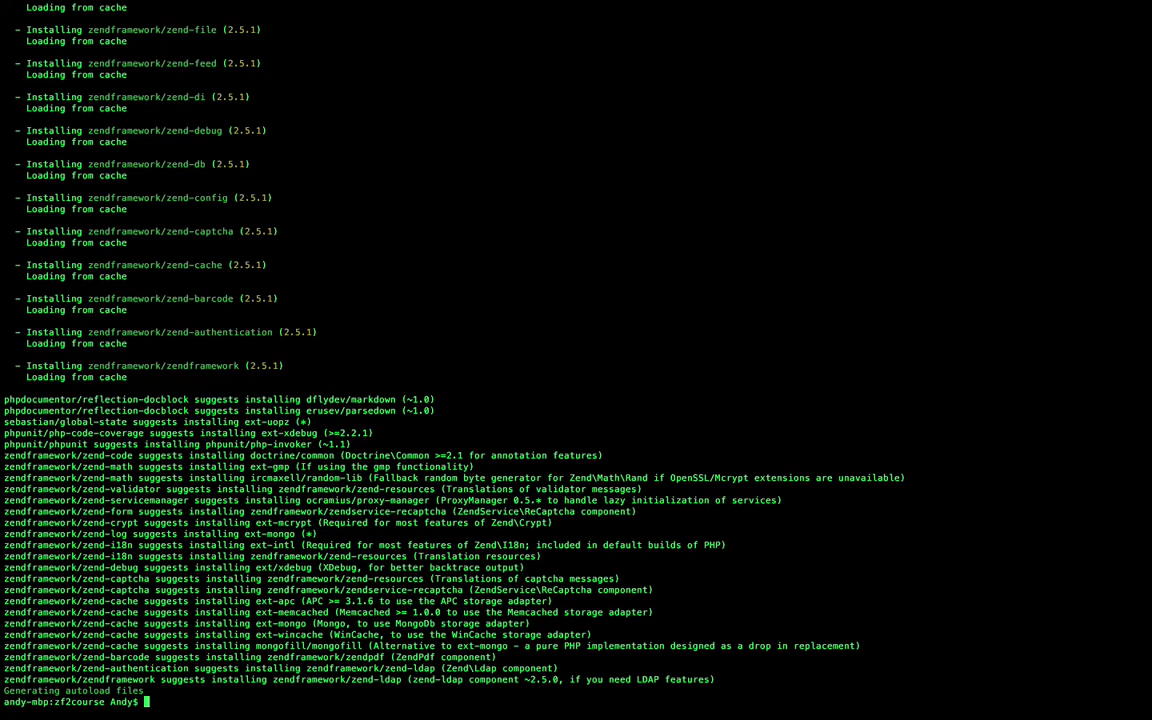 Loading from cache
- Installing zendframework/zend-file (2.5.1)
Loading from cache
- Installing zendframework/zend-feed (2.5.1)
Loading from cache
- Installing zendframework/zend-di (2.5.1)
Loading from cache
- Installing zendframework/zend-debug (2.5.1)
Loading from cache
- Installing zendframework/zend-db (2.5.1)
Loading from cache
- Installing zendframework/zend-config (2.5.1)
Loading from cache
- Installing zendframework/zend-captcha (2.5.1)
Loading from cache
- Installing zendframework/zend-cache (2.5.1)
Loading from cache
- Installing zendframework/zend-barcode (2.5.1)
Loading from cache
- Installing zendframework/zend-authentication (2.5.1)
Loading from cache
- Installing zendframework/zendframework (2.5.1)
Loading from cache
phpdocumentor/reflection-docblock suggests installing dflydev/markdown (~1.0)
phpdocumentor/reflection-docblock suggests installing erusev/parsedown (~1.0)
sebastian/global-state suggests installing ext-uopz (*)
phpunit/php-code-coverage suggests installing ext-xdebug (>=2.2.1)
phpunit/phpunit suggests installing phpunit/php-invoker (~1.1)
zendframework/zend-code suggests installing doctrine/common (Doctrine\Common >=2.1 for annotation features)
zendframework/zend-math suggests installing ext-gmp (If using the gmp functionality)
zendframework/zend-math suggests installing ircmaxell/random-lib (Fallback random byte generator for Zend\Math\Rand if OpenSSL/Mcrypt extensions are unavailable)
zendframework/zend-validator suggests installing zendframework/zend-resources (Translations of validator messages)
zendframework/zend-servicemanager suggests installing ocramius/proxy-manager (ProxyManager 0.5.* to handle lazy initialization of services)
zendframework/zend-form suggests installing zendframework/zendservice-recaptcha (ZendService\ReCaptcha component)
zendframework/zend-crypt suggests installing ext-mcrypt (Required for most features of Zend\Crypt)
zendframework/zend-log suggests installing ext-mongo (*)
zendframework/zend-i18n suggests installing ext-intl (Required for most features of Zend\I18n; included in default builds of PHP)
zendframework/zend-i18n suggests installing zendframework/zend-resources (Translation resources)
zendframework/zend-debug suggests installing ext/xdebug (XDebug, for better backtrace output)
zendframework/zend-captcha suggests installing zendframework/zend-resources (Translations of captcha messages)
zendframework/zend-captcha suggests installing zendframework/zendservice-recaptcha (ZendService\ReCaptcha component)
zendframework/zend-cache suggests installing ext-apc (APC >= 3.1.6 to use the APC storage adapter)
zendframework/zend-cache suggests installing ext-memcached (Memcached >= 1.0.0 to use the Memcached storage adapter)
zendframework/zend-cache suggests installing ext-mongo (Mongo, to use MongoDb storage adapter)
zendframework/zend-cache suggests installing ext-wincache (WinCache, to use the WinCache storage adapter)
zendframework/zend-cache suggests installing mongofill/mongofill (Alternative to ext-mongo - a pure PHP implementation designed as a drop in replacement)
zendframework/zend-barcode suggests installing zendframework/zendpdf (ZendPdf component)
zendframework/zend-authentication suggests installing zendframework/zend-ldap (Zend\Ldap component)
zendframework/zendframework suggests installing zendframework/zend-ldap (zend-ldap component ~2.5.0, if you need LDAP features)
Generating autoload files
andy-mbp:zf2course Andy$